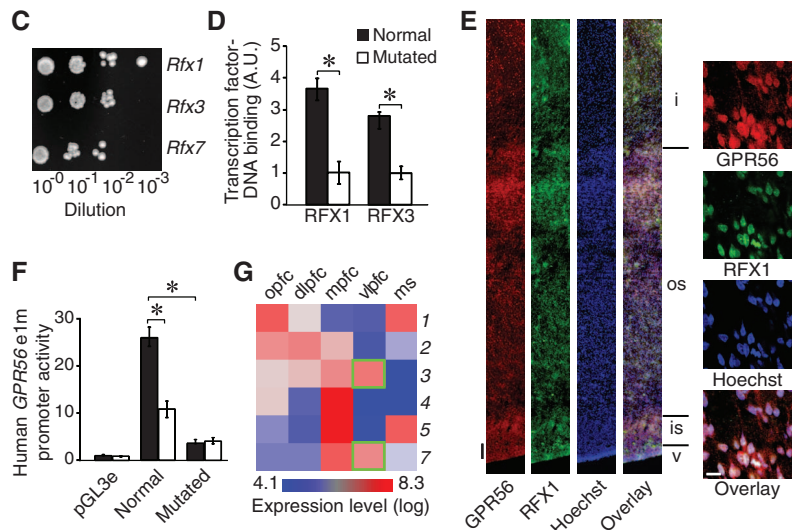 C
Rfx1
Rfx3
Rfx7
10-0 10-1 10-2 10-3
Dilution
D
Normal
Mutated
Transcription factor-
DNA binding (A.U.)
5
4
3
2
1
0
*
*
RFX1 RFX3
E
i
os
is
v
GPR56 RFX1 Hoechst Overlay
GPR56
RFX1
Hoechst
Overlay
F
Human GPR56 e1m
promoter activity
30
20
10
0
*
*
pGL3e Normal Mutated
G
opfc dlpfc mpfc vlpfc ms
1
2
3
4
5
7
4.1 8.3
Expression level (log)